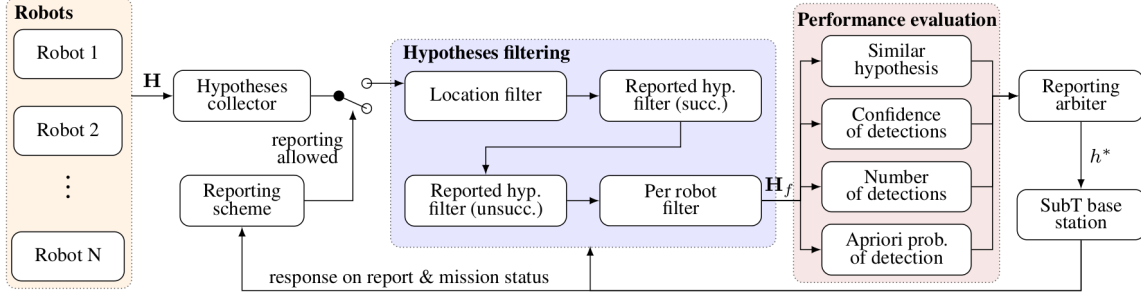 Robots
Robot 1
Robot 2
⋮
Robot N
H
Hypotheses
collector
reporting
allowed
Reporting
scheme
Hypotheses filtering
Location filter
Reported hyp.
filter (succ.)
Reported hyp.
filter (unsucc.)
Per robot
filter
H_f
Performance evaluation
Similar
hypothesis
Confidence
of detections
Number
of detections
Apriori prob.
of detection
Reporting
arbiter
h*
SubT base
station
response on report & mission status